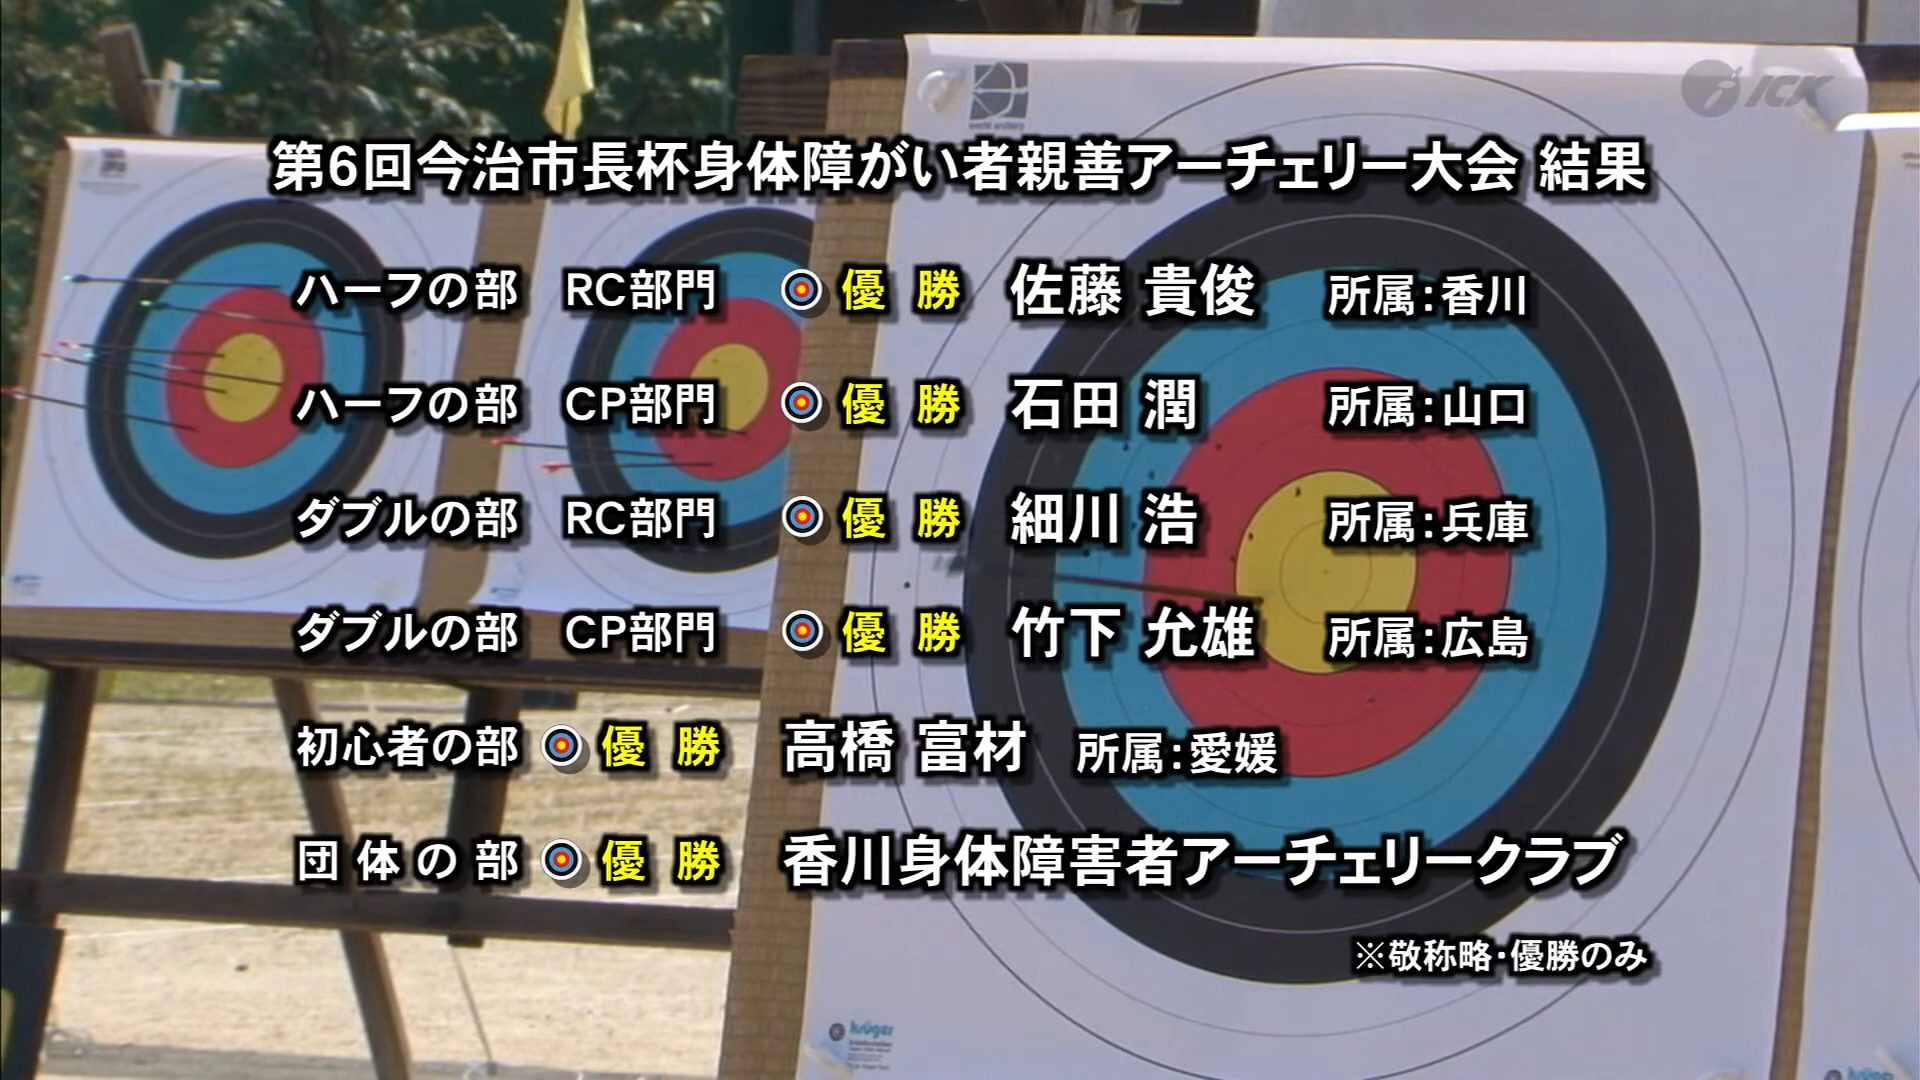 ICK
world archery
第6回今治市長杯身体障がい者親善アーチェリー大会 結果
ハーフの部 RC部門 優 勝 佐藤 貴俊 所属:香川
ハーフの部 CP部門 優 勝 石田 潤 所属:山口
ダブルの部 RC部門 優 勝 細川 浩 所属:兵庫
ダブルの部 CP部門 優 勝 竹下 允雄 所属:広島
初心者の部 優 勝 高橋 富材 所属:愛媛
団体の部 優 勝 香川身体障害者アーチェリークラブ
※敬称略・優勝のみ
krüger